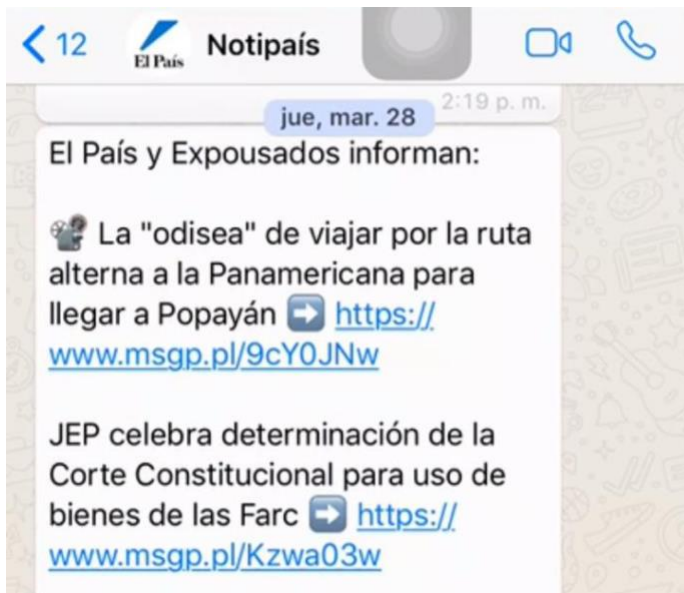 12
El País
Notipaís
2:19 p. m.
jue, mar. 28
El País y Expousados informan:
La "odisea" de viajar por la ruta
alterna a la Panamericana para
llegar a Popayán ➡️ https://
www.msgp.pl/9cY0JNw
JEP celebra determinación de la
Corte Constitucional para uso de
bienes de las Farc ➡️ https://
www.msgp.pl/Kzwa03w